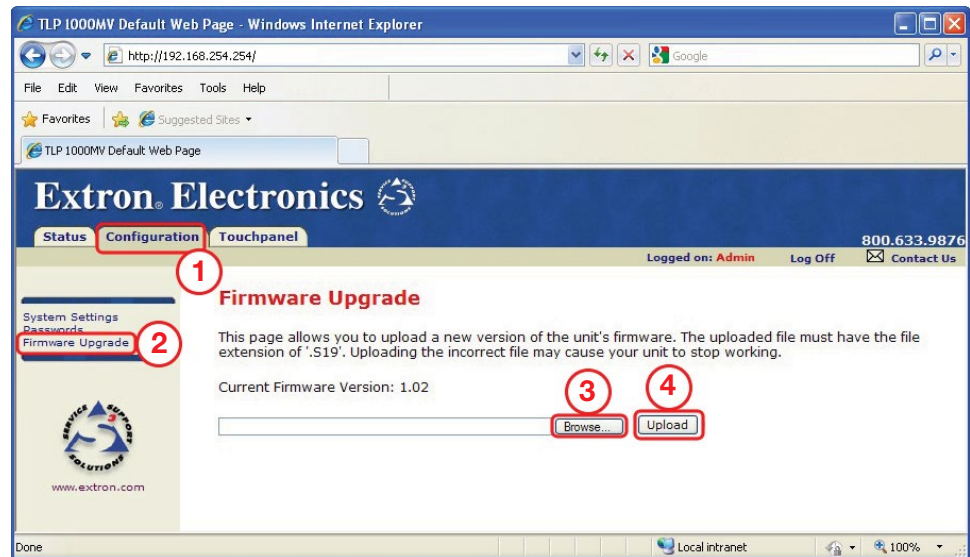 TLP 1000MV Default Web Page - Windows Internet Explorer
http://192.168.254.254/
Google
File Edit View Favorites Tools Help
Favorites Suggested Sites
TLP 1000MV Default Web Page
Extron® Electronics
Status Configuration Touchpanel
800.633.9876
1
Logged on: Admin Log Off Contact Us
System Settings
Passwords
Firmware Upgrade
2
Firmware Upgrade
This page allows you to upload a new version of the unit's firmware. The uploaded file must have the file
extension of '.S19'. Uploading the incorrect file may cause your unit to stop working.
Current Firmware Version: 1.02
3
4
Browse... Upload
SERVICE SUPPORT SOLUTIONS
S3
www.extron.com
Done Local intranet 100%